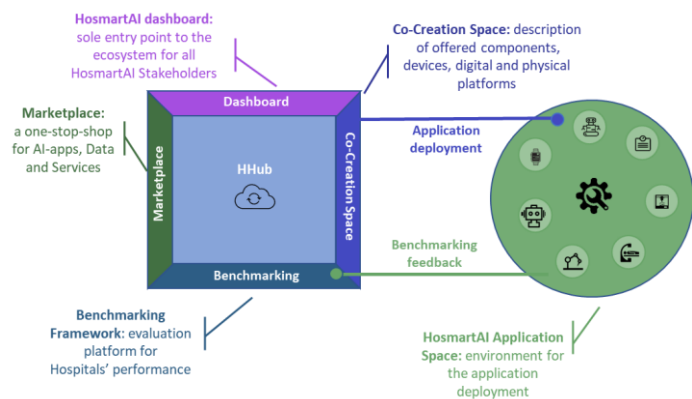 HosmartAI dashboard:
sole entry point to the
ecosystem for all
HosmartAI Stakeholders
Co-Creation Space: description
of offered components,
devices, digital and physical
platforms
Marketplace:
a one-stop-shop
for AI-apps, Data
and Services
Dashboard
Marketplace
HHub
Co-Creation Space
Benchmarking
Application
deployment
Benchmarking
feedback
Benchmarking
Framework: evaluation
platform for
Hospitals’ performance
HosmartAI Application
Space: environment for
the application
deployment